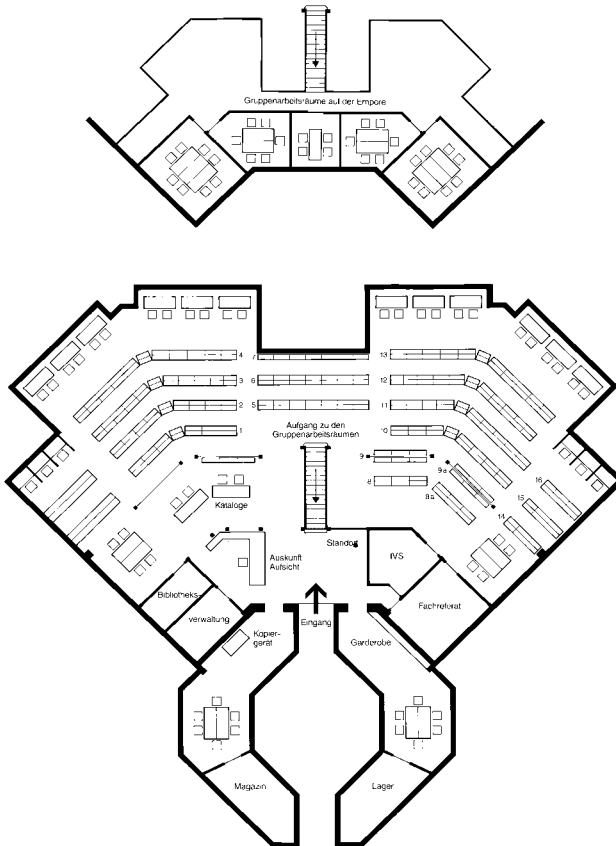 Gruppenarbeitsräume auf der Empore
4
7
13
3
6
12
2
5
11
1
Aufgang zu den
Gruppenarbeitsräumen
10
9
9a
8
8a
16
15
14
Kataloge
Auskunft
Aufsicht
Standort
IVS
Bibliotheks-
verwaltung
Fachreferat
Kopier-
gerät
Eingang
Garderobe
Magazin
Lager